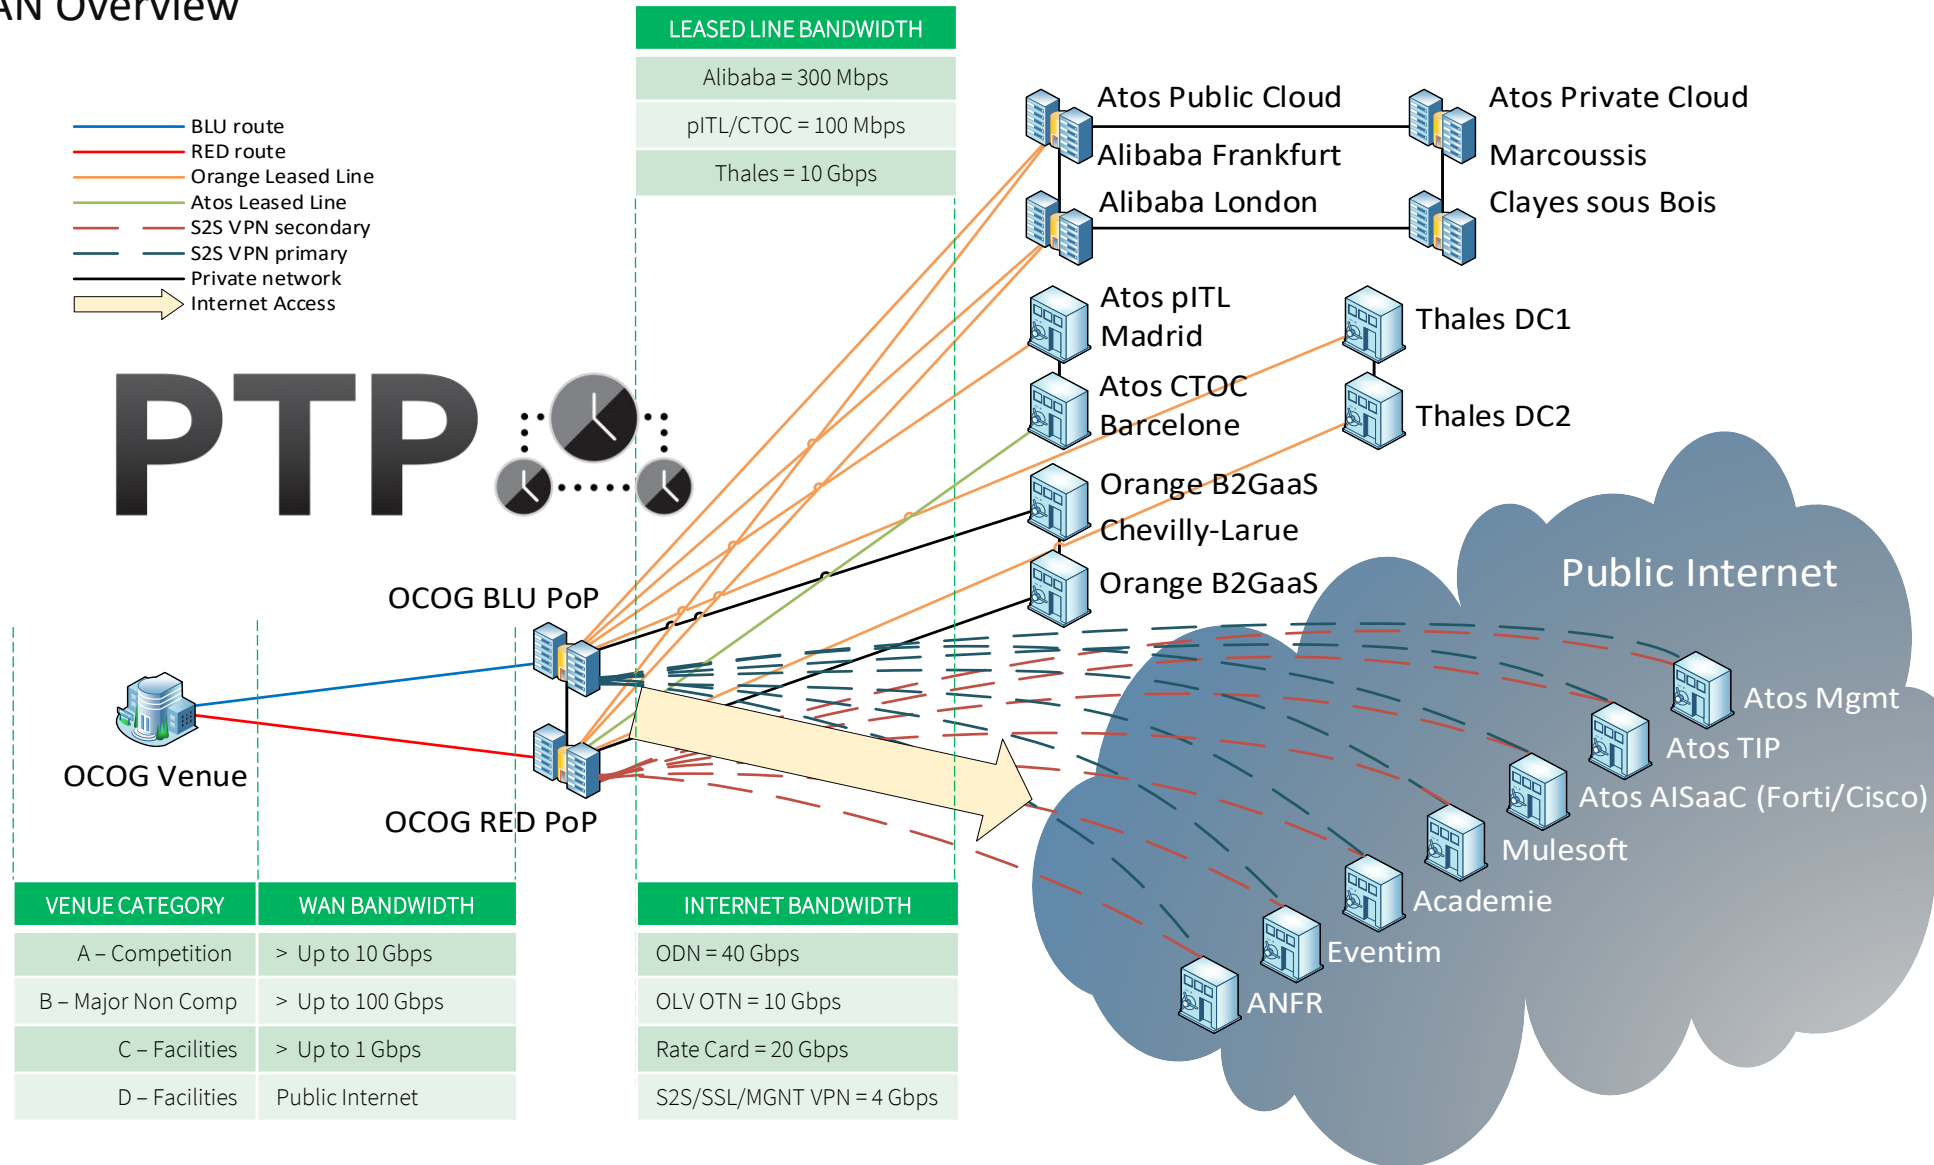 AN Overview
LEASED LINE BANDWIDTH
Alibaba = 300 Mbps
pITL/CTOC = 100 Mbps
Thales = 10 Gbps
BLU route
RED route
Orange Leased Line
Atos Leased Line
S2S VPN secondary
S2S VPN primary
Private network
Internet Access
PTP
Atos Public Cloud
Alibaba Frankfurt
Alibaba London
Atos Private Cloud
Marcoussis
Clayes sous Bois
Atos pITL
Madrid
Atos CTOC
Barcelone
Thales DC1
Thales DC2
Orange B2GaaS
Chevilly-Larue
Orange B2GaaS
Public Internet
OCOG BLU PoP
OCOG Venue
OCOG RED PoP
Atos Mgmt
Atos TIP
Atos AISaaC (Forti/Cisco)
Mulesoft
Academie
Eventim
ANFR
VENUE CATEGORY WAN BANDWIDTH
A – Competition > Up to 10 Gbps
B – Major Non Comp > Up to 100 Gbps
C – Facilities > Up to 1 Gbps
D – Facilities Public Internet
INTERNET BANDWIDTH
ODN = 40 Gbps
OLV OTN = 10 Gbps
Rate Card = 20 Gbps
S2S/SSL/MGNT VPN = 4 Gbps